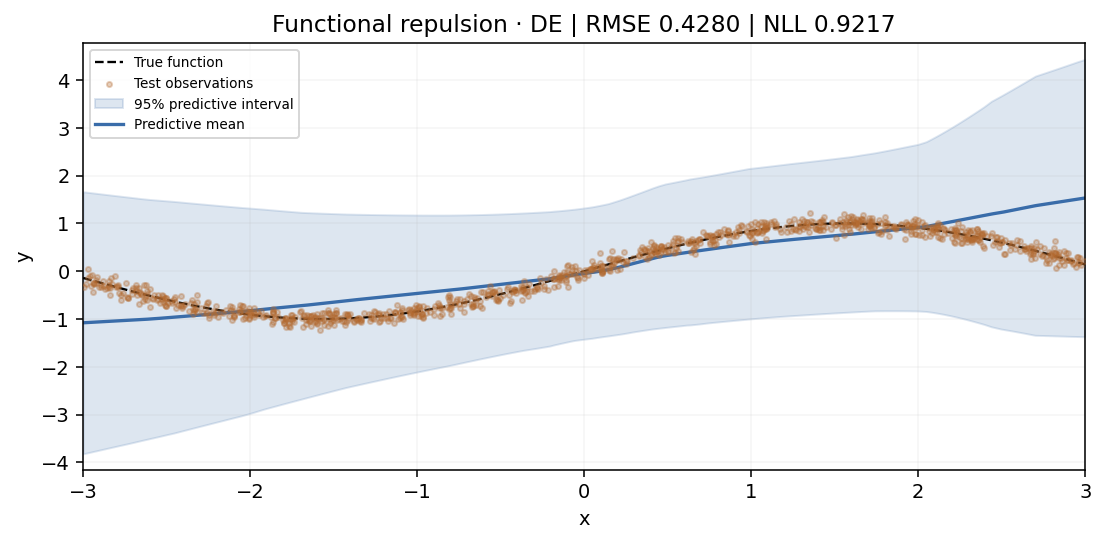 Functional repulsion · DE | RMSE 0.4280 | NLL 0.9217
True function
Test observations
95% predictive interval
Predictive mean
y
4
3
2
1
0
−1
−2
−3
−4
−3 −2 −1 0 1 2 3
x